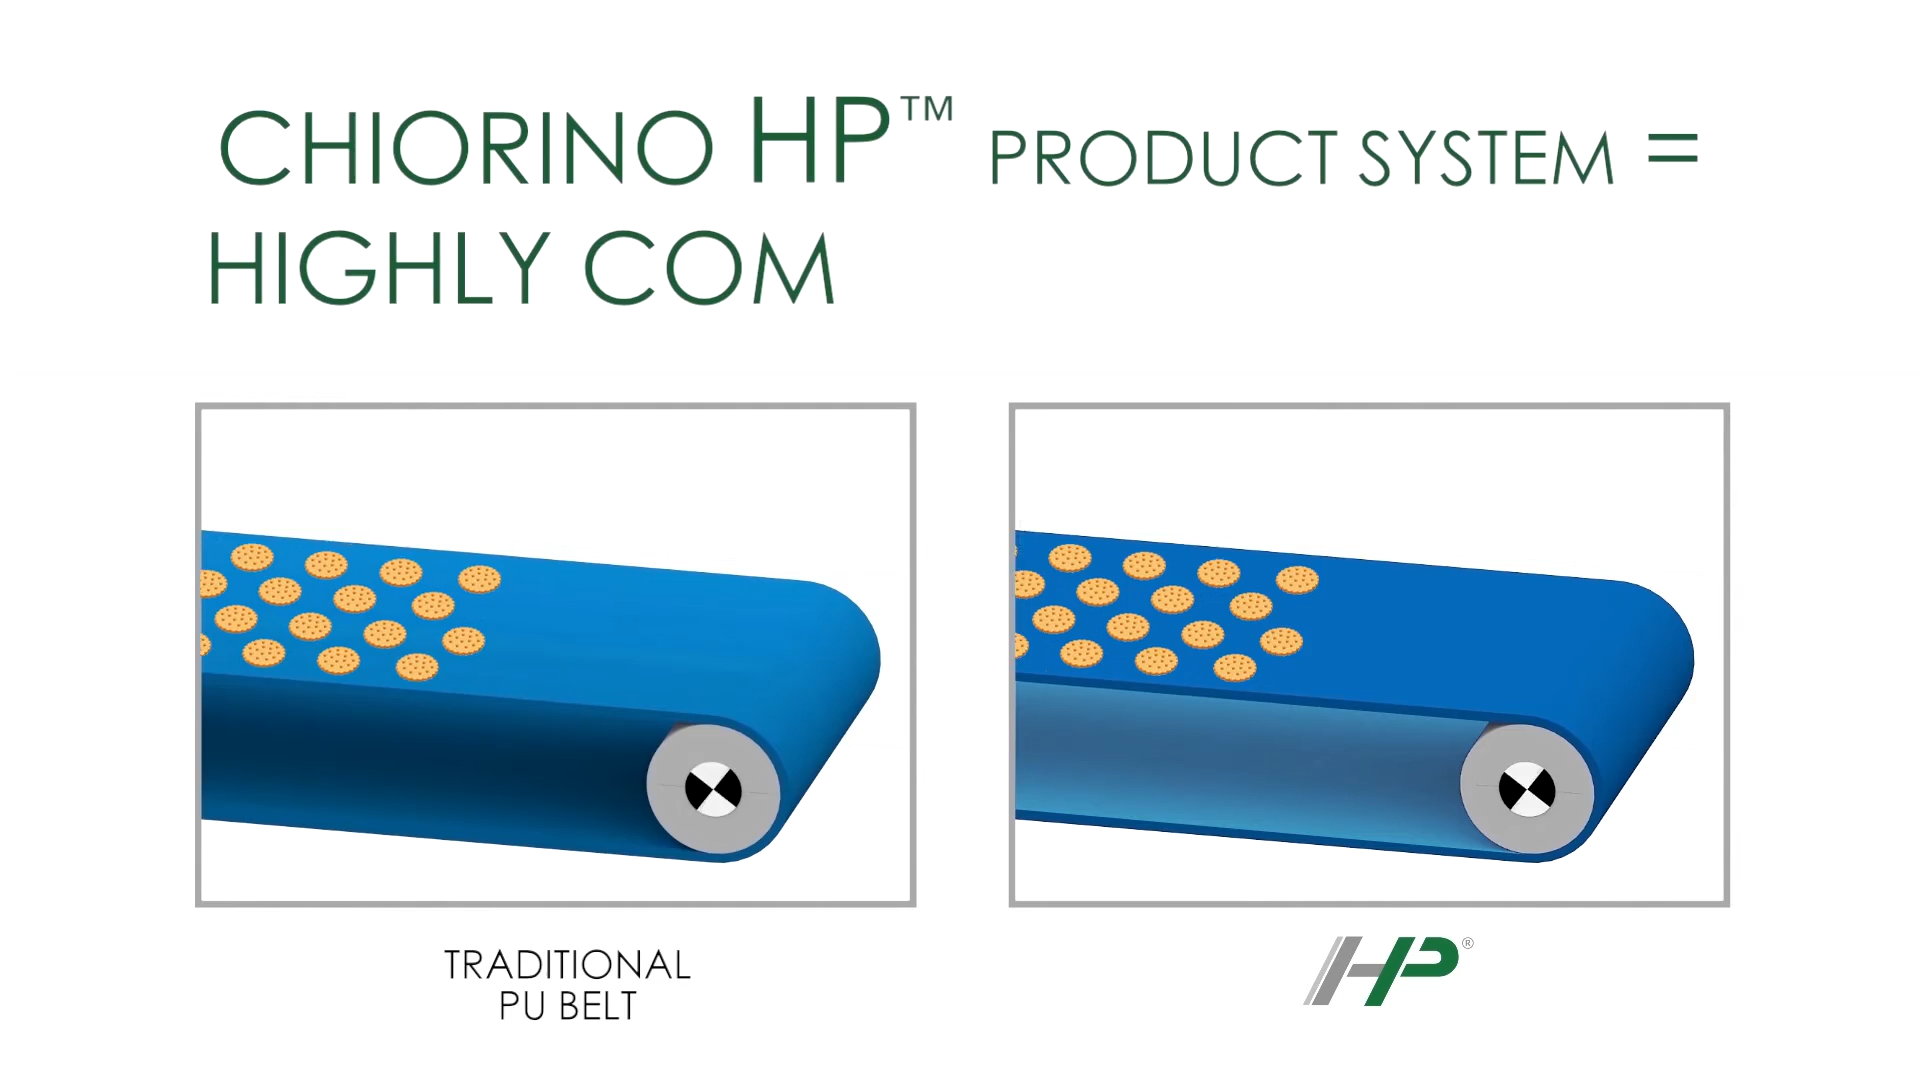 CHIORINO HP™ PRODUCT SYSTEM =
HIGHLY COM
TRADITIONAL
PU BELT
HP®